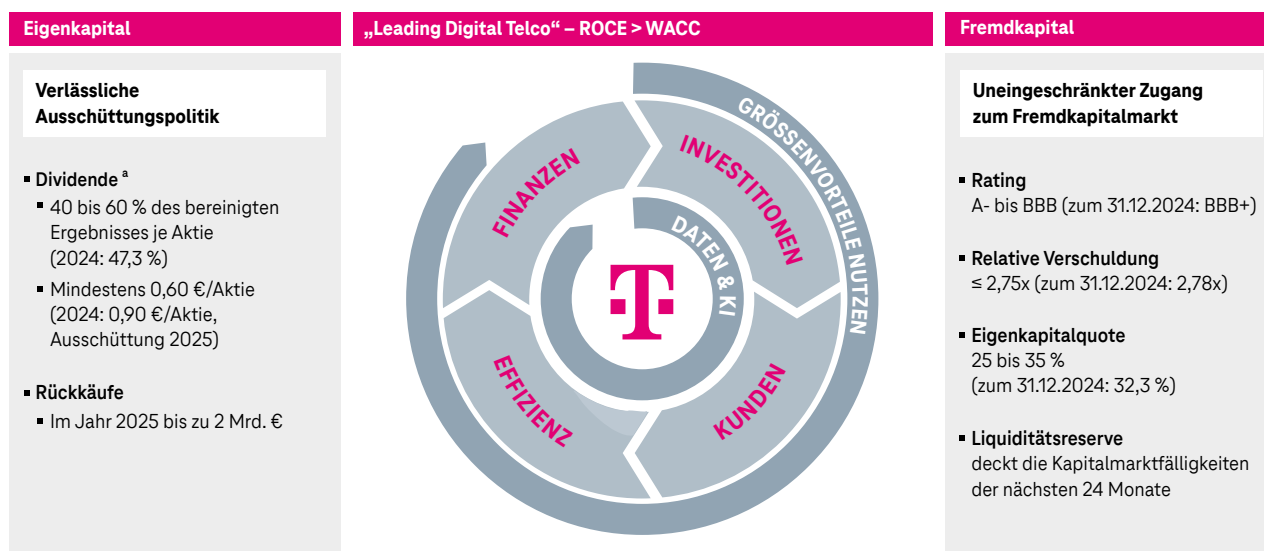 Eigenkapital
Verlässliche
Ausschüttungspolitik
▪ Dividende ᵃ
▪ 40 bis 60 % des bereinigten
Ergebnisses je Aktie
(2024: 47,3 %)
▪ Mindestens 0,60 €/Aktie
(2024: 0,90 €/Aktie,
Ausschüttung 2025)
▪ Rückkäufe
▪ Im Jahr 2025 bis zu 2 Mrd. €
„Leading Digital Telco“ – ROCE > WACC
GRÖSSENVORTEILE NUTZEN
FINANZEN
INVESTITIONEN
DATEN & KI
T
EFFIZIENZ
KUNDEN
Fremdkapital
Uneingeschränkter Zugang
zum Fremdkapitalmarkt
▪ Rating
A- bis BBB (zum 31.12.2024: BBB+)
▪ Relative Verschuldung
≤ 2,75x (zum 31.12.2024: 2,78x)
▪ Eigenkapitalquote
25 bis 35 %
(zum 31.12.2024: 32,3 %)
▪ Liquiditätsreserve
deckt die Kapitalmarktfälligkeiten
der nächsten 24 Monate